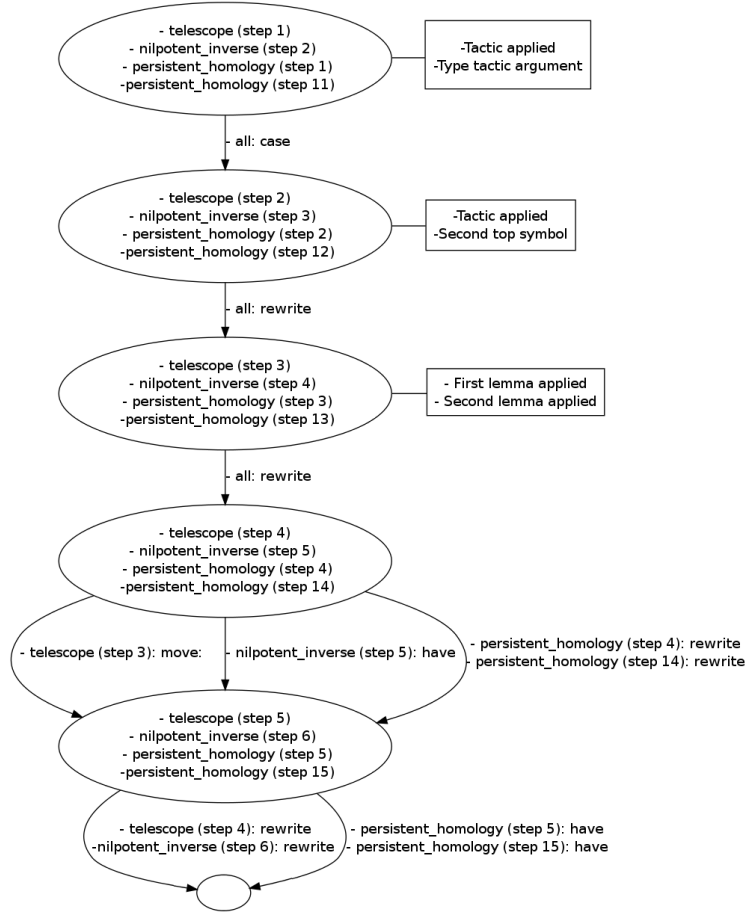 - telescope (step 1)
- nilpotent_inverse (step 2)
- persistent_homology (step 1)
-persistent_homology (step 11)
-Tactic applied
-Type tactic argument
- all: case
- telescope (step 2)
- nilpotent_inverse (step 3)
- persistent_homology (step 2)
-persistent_homology (step 12)
-Tactic applied
-Second top symbol
- all: rewrite
- telescope (step 3)
- nilpotent_inverse (step 4)
- persistent_homology (step 3)
-persistent_homology (step 13)
- First lemma applied
- Second lemma applied
- all: rewrite
- telescope (step 4)
- nilpotent_inverse (step 5)
- persistent_homology (step 4)
-persistent_homology (step 14)
- telescope (step 3): move:
- nilpotent_inverse (step 5): have
- persistent_homology (step 4): rewrite
- persistent_homology (step 14): rewrite
- telescope (step 5)
- nilpotent_inverse (step 6)
- persistent_homology (step 5)
-persistent_homology (step 15)
- telescope (step 4): rewrite
-nilpotent_inverse (step 6): rewrite
- persistent_homology (step 5): have
- persistent_homology (step 15): have